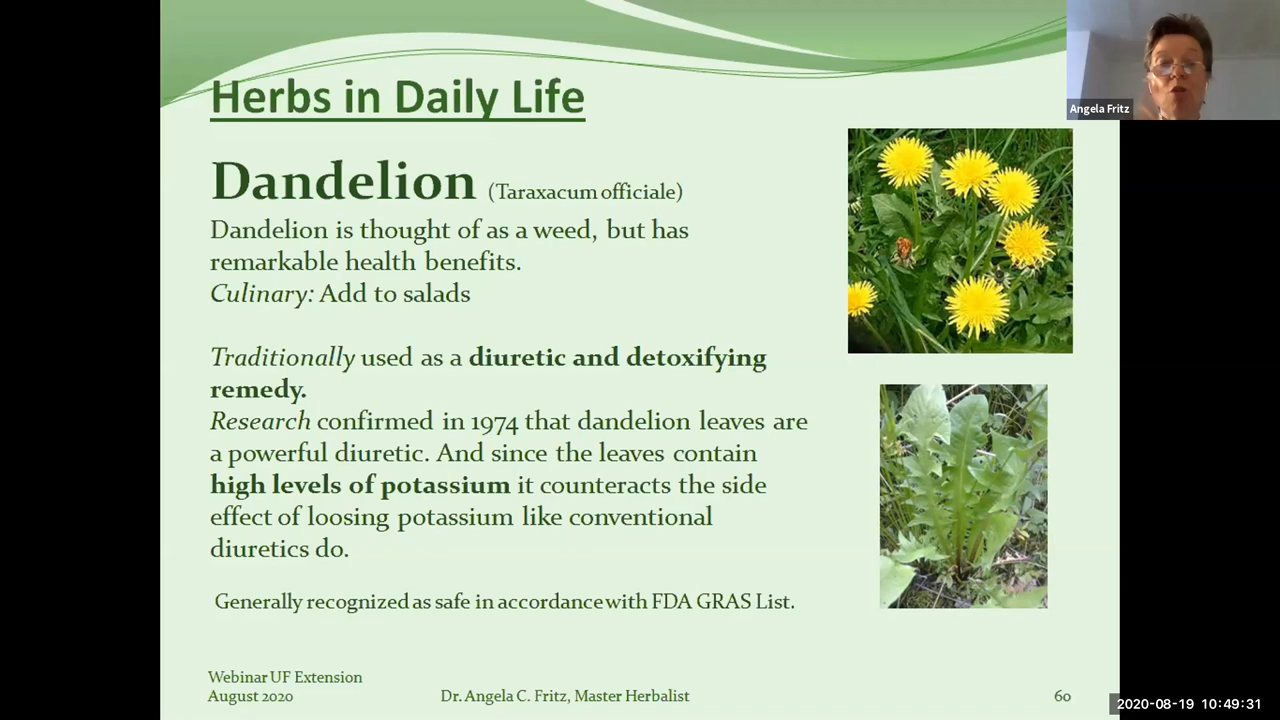 Herbs in Daily Life
Angela Fritz
Dandelion (Taraxacum officiale)
Dandelion is thought of as a weed, but has
remarkable health benefits.
Culinary: Add to salads
Traditionally used as a diuretic and detoxifying
remedy.
Research confirmed in 1974 that dandelion leaves are
a powerful diuretic. And since the leaves contain
high levels of potassium it counteracts the side
effect of loosing potassium like conventional
diuretics do.
Generally recognized as safe in accordance with FDA GRAS List.
Webinar UF Extension
August 2020
Dr. Angela C. Fritz, Master Herbalist
60
2020-08-19 10:49:31